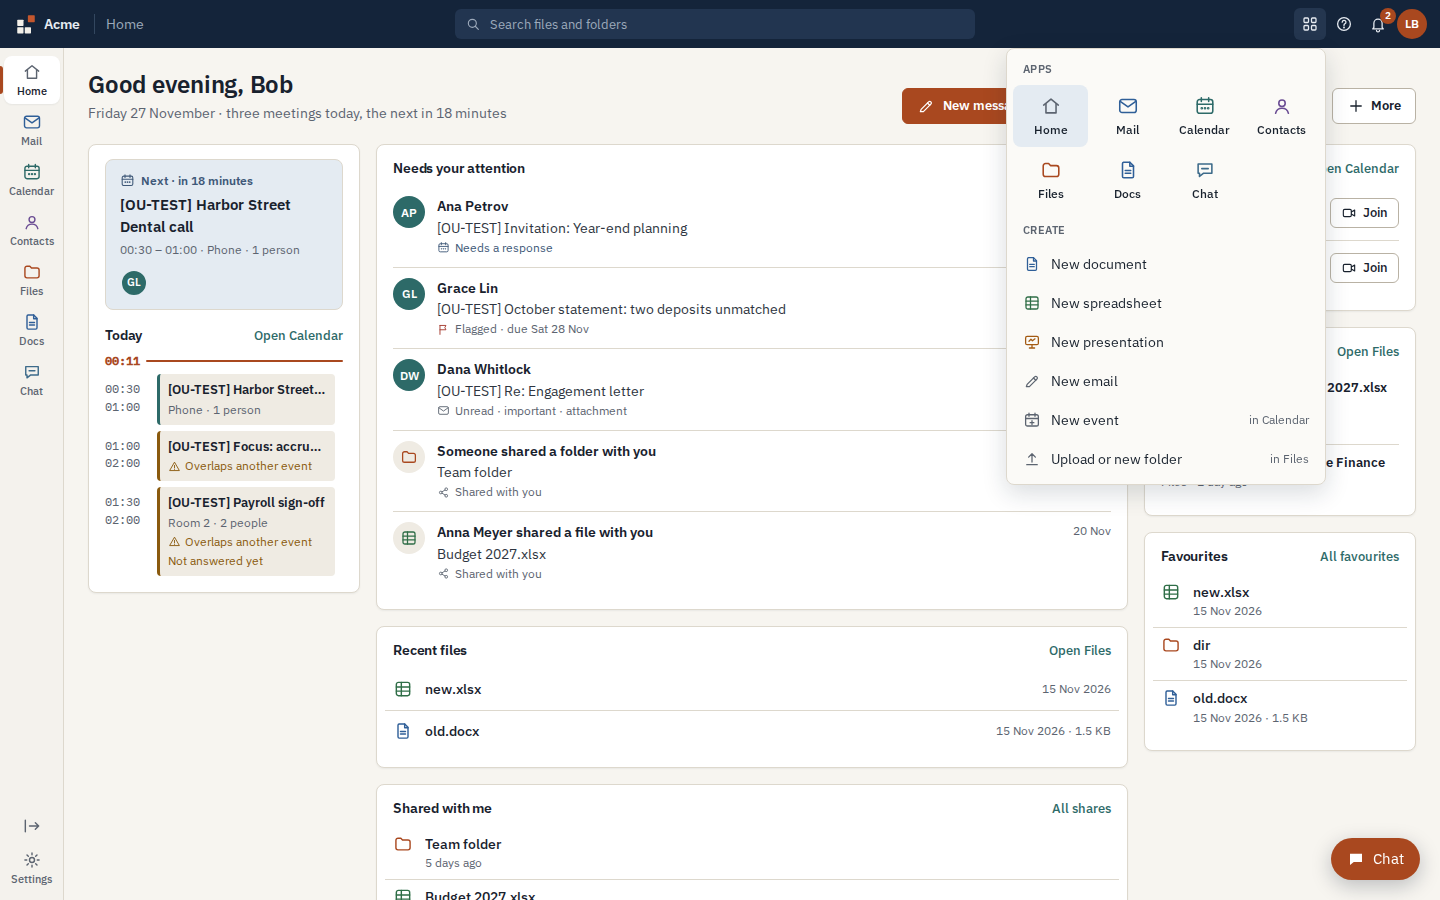 Acme
Home
Search files and folders
2
LB
Home
Mail
Calendar
Contacts
Files
Docs
Chat
Settings
Good evening, Bob
Friday 27 November · three meetings today, the next in 18 minutes
New messa
More
Next · in 18 minutes
[OU-TEST] Harbor Street
Dental call
00:30 – 01:00 · Phone · 1 person
GL
Today
Open Calendar
00:11
00:30
01:00
[OU-TEST] Harbor Street...
Phone · 1 person
01:00
02:00
[OU-TEST] Focus: accru...
Overlaps another event
01:30
02:00
[OU-TEST] Payroll sign-off
Room 2 · 2 people
Overlaps another event
Not answered yet
Needs your attention
AP
Ana Petrov
[OU-TEST] Invitation: Year-end planning
Needs a response
GL
Grace Lin
[OU-TEST] October statement: two deposits unmatched
Flagged · due Sat 28 Nov
DW
Dana Whitlock
[OU-TEST] Re: Engagement letter
Unread · important · attachment
Someone shared a folder with you
Team folder
Shared with you
Anna Meyer shared a file with you
20 Nov
Budget 2027.xlsx
Shared with you
Recent files
Open Files
new.xlsx
15 Nov 2026
old.docx
15 Nov 2026 · 1.5 KB
Shared with me
All shares
Team folder
5 days ago
Budget 2027.xlsx
APPS
Home
Mail
Calendar
Contacts
Files
Docs
Chat
CREATE
New document
New spreadsheet
New presentation
New email
New event
in Calendar
Upload or new folder
in Files
en Calendar
Join
Join
Open Files
2027.xlsx
e Finance
Favourites
All favourites
new.xlsx
15 Nov 2026
dir
15 Nov 2026
old.docx
15 Nov 2026 · 1.5 KB
Chat